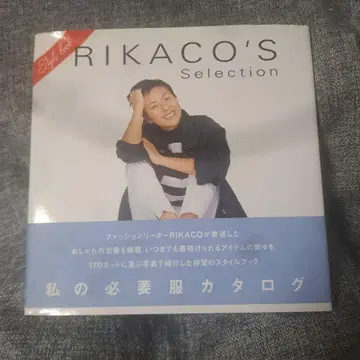 Style book
RIKACO'S
Selection
ファッションリーダーRIKACOが厳選した
おしゃれの定番を網羅。いつまでも着続けられるアイテムの数々を、
170カットに及ぶ写真で紹介した待望のスタイルブック。
私の必要服カタログ